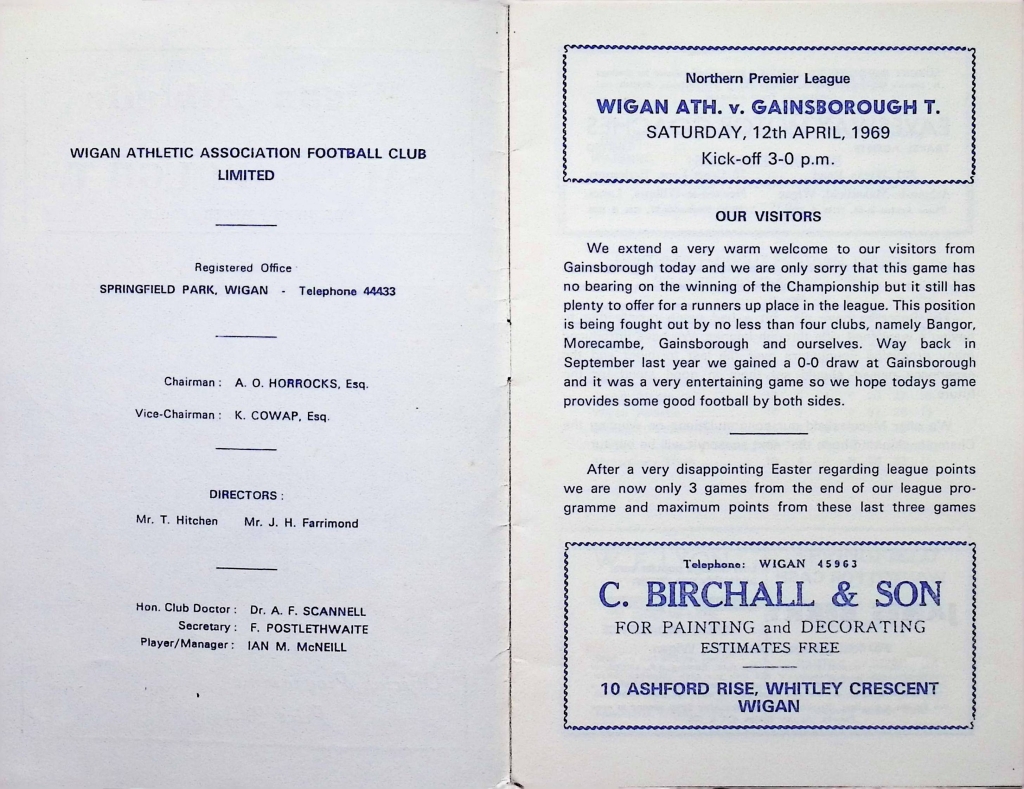 WIGAN ATHLETIC ASSOCIATION FOOTBALL CLUB
LIMITED
Registered Office
SPRINGFIELD PARK, WIGAN - Telephone 44433
Chairman : A. O. HORROCKS, Esq.
Vice-Chairman : K. COWAP, Esq.
DIRECTORS :
Mr. T. Hitchen Mr. J. H. Farrimond
Hon. Club Doctor : Dr. A. F. SCANNELL
Secretary : F. POSTLETHWAITE
Player/Manager : IAN M. McNEILL
Northern Premier League
WIGAN ATH. v. GAINSBOROUGH T.
SATURDAY, 12th APRIL, 1969
Kick-off 3-0 p.m.
OUR VISITORS
We extend a very warm welcome to our visitors from
Gainsborough today and we are only sorry that this game has
no bearing on the winning of the Championship but it still has
plenty to offer for a runners up place in the league. This position
is being fought out by no less than four clubs, namely Bangor,
Morecambe, Gainsborough and ourselves. Way back in
September last year we gained a 0-0 draw at Gainsborough
and it was a very entertaining game so we hope todays game
provides some good football by both sides.
After a very disappointing Easter regarding league points
we are now only 3 games from the end of our league pro-
gramme and maximum points from these last three games
Telephone: WIGAN 45963
C. BIRCHALL & SON
FOR PAINTING and DECORATING
ESTIMATES FREE
10 ASHFORD RISE, WHITLEY CRESCENT
WIGAN